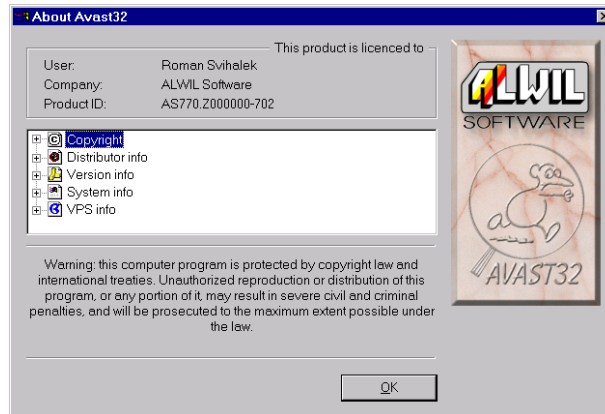 About Avast32
This product is licenced to
User: Roman Svihalek
Company: ALWIL Software
Product ID: AS770.Z000000-702
Copyright
Distributor info
Version info
System info
VPS info
Warning: this computer program is protected by copyright law and
international treaties. Unauthorized reproduction or distribution of this
program, or any portion of it, may result in severe civil and criminal
penalties, and will be prosecuted to the maximum extent possible under
the law.
OK
ALWIL
SOFTWARE
AVAST32